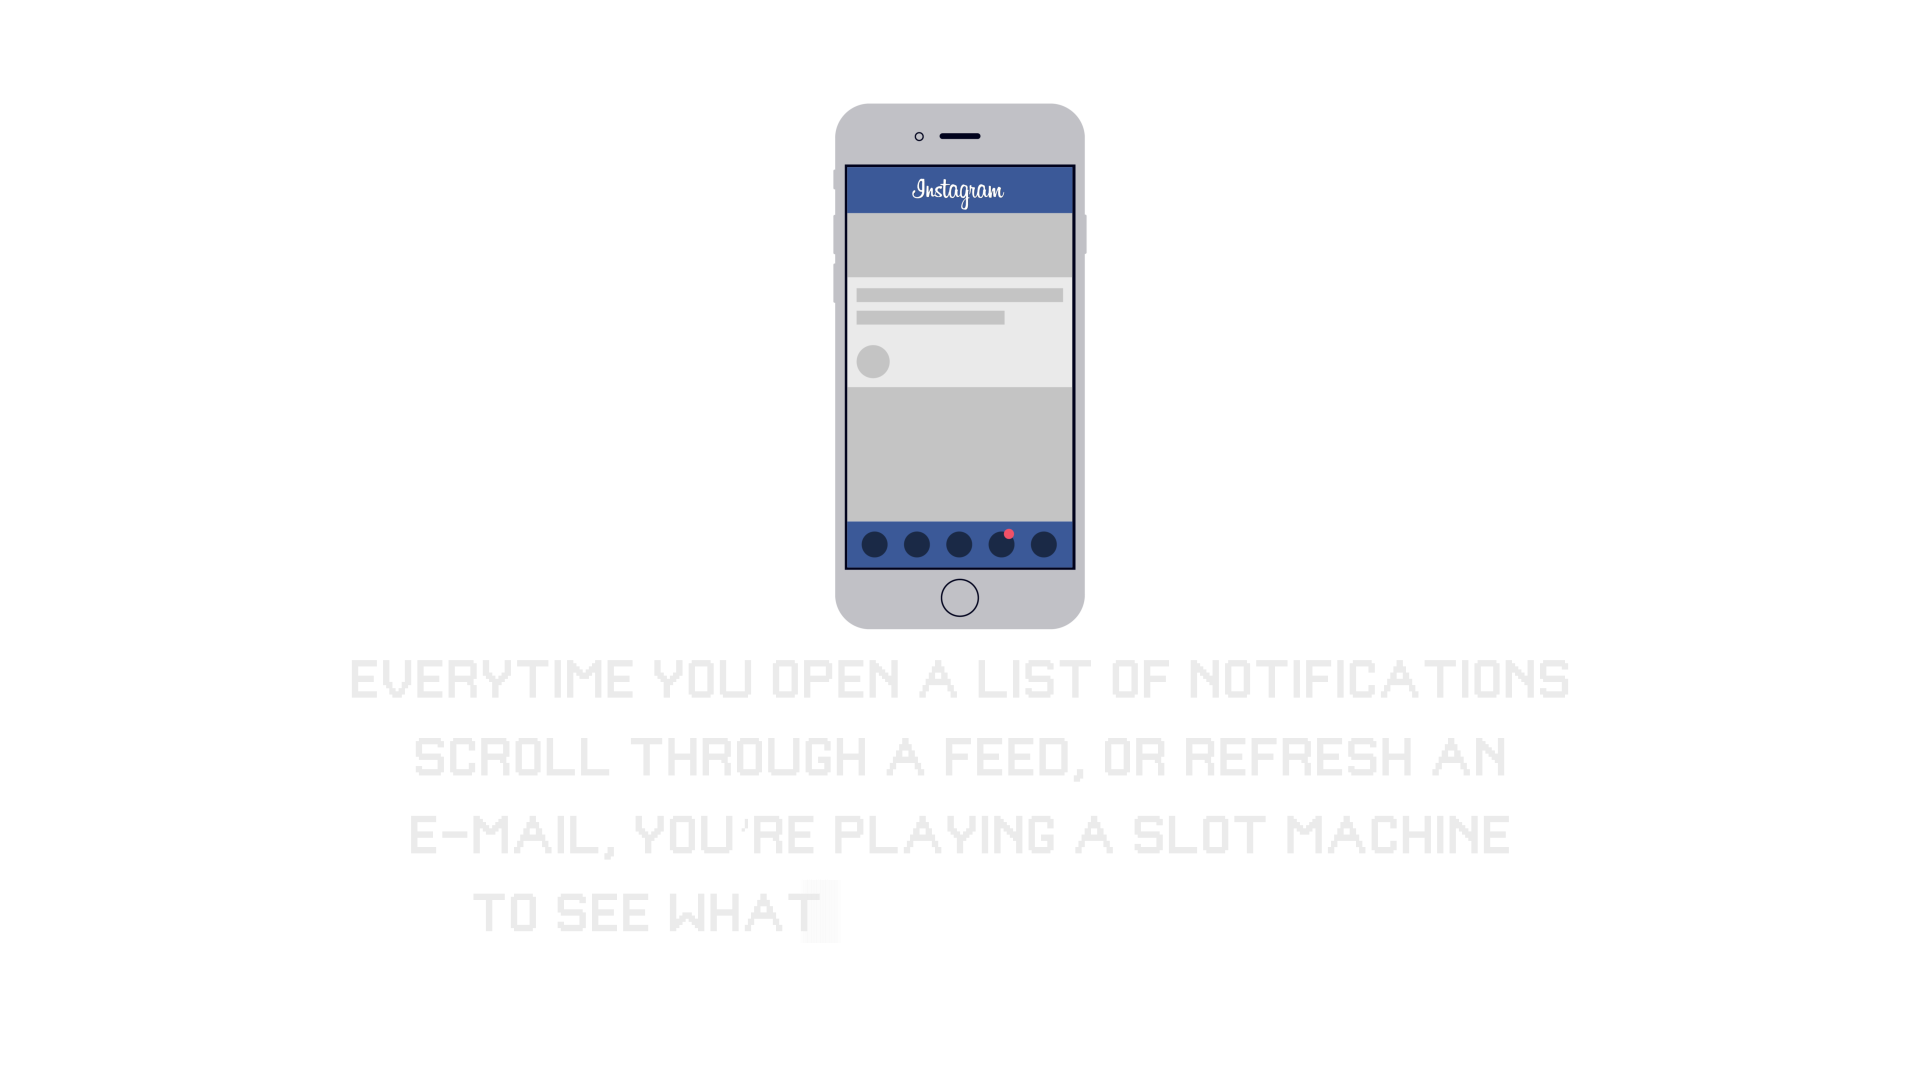 Instagram
EVERYTIME YOU OPEN A LIST OF NOTIFICATIONS
SCROLL THROUGH A FEED, OR REFRESH AN
E-MAIL, YOU'RE PLAYING A SLOT MACHINE
TO SEE WHAT